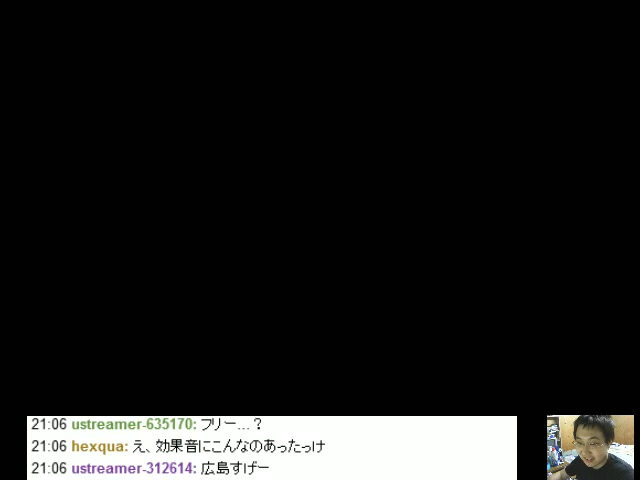 21:06 ustreamer-635170: フリー…？
21:06 hexqua: え、効果音にこんなのあったっけ
21:06 ustreamer-312614: 広島すげー